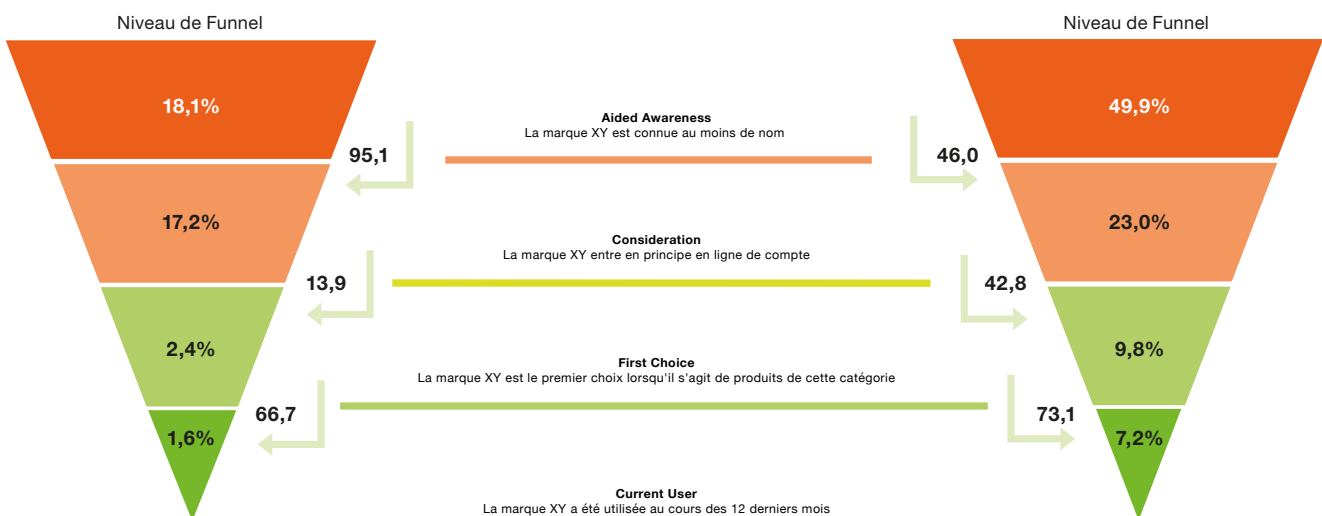 Niveau de Funnel
Niveau de Funnel
18,1%
49,9%
Aided Awareness
La marque XY est connue au moins de nom
95,1
46,0
17,2%
23,0%
Consideration
La marque XY entre en principe en ligne de compte
13,9
42,8
2,4%
9,8%
First Choice
La marque XY est le premier choix lorsqu'il s'agit de produits de cette catégorie
66,7
73,1
1,6%
7,2%
Current User
La marque XY a été utilisée au cours des 12 derniers mois